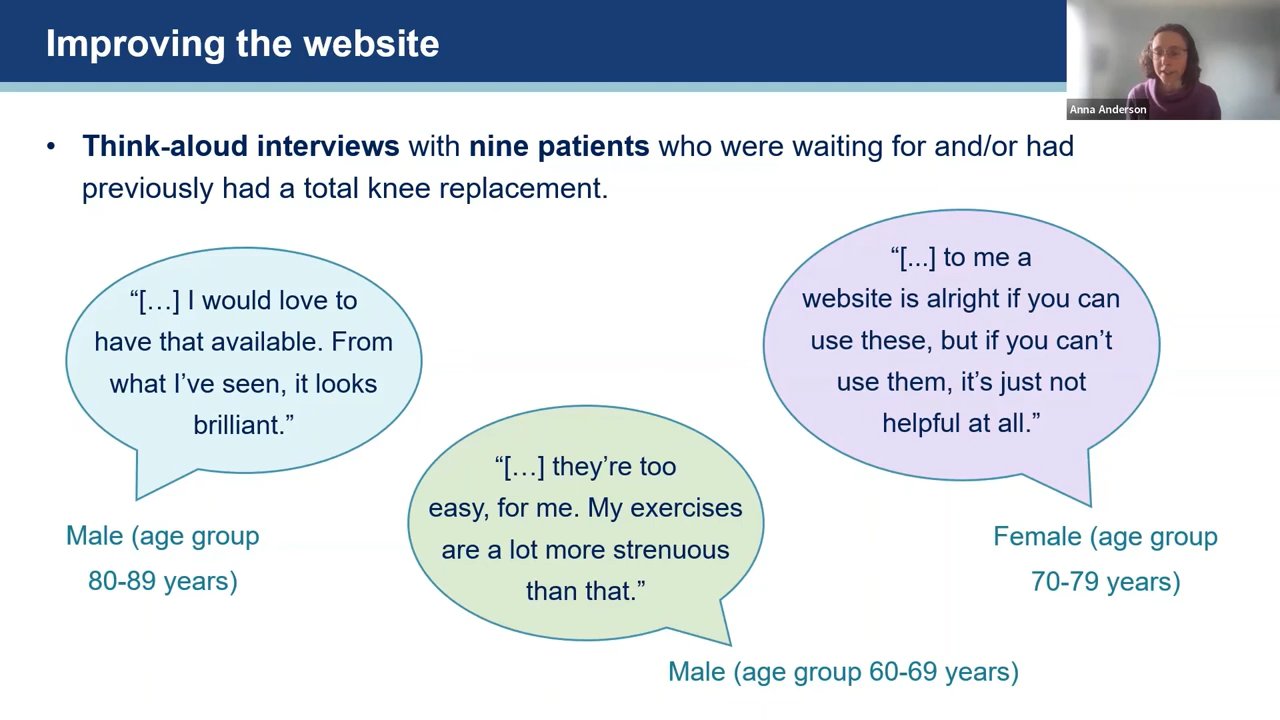 Improving the website
Anna Anderson
• Think-aloud interviews with nine patients who were waiting for and/or had
previously had a total knee replacement.
“[…] I would love to
have that available. From
what I’ve seen, it looks
brilliant.”
Male (age group
80-89 years)
“[…] they’re too
easy, for me. My exercises
are a lot more strenuous
than that.”
Male (age group 60-69 years)
“[...] to me a
website is alright if you can
use these, but if you can’t
use them, it’s just not
helpful at all.”
Female (age group
70-79 years)